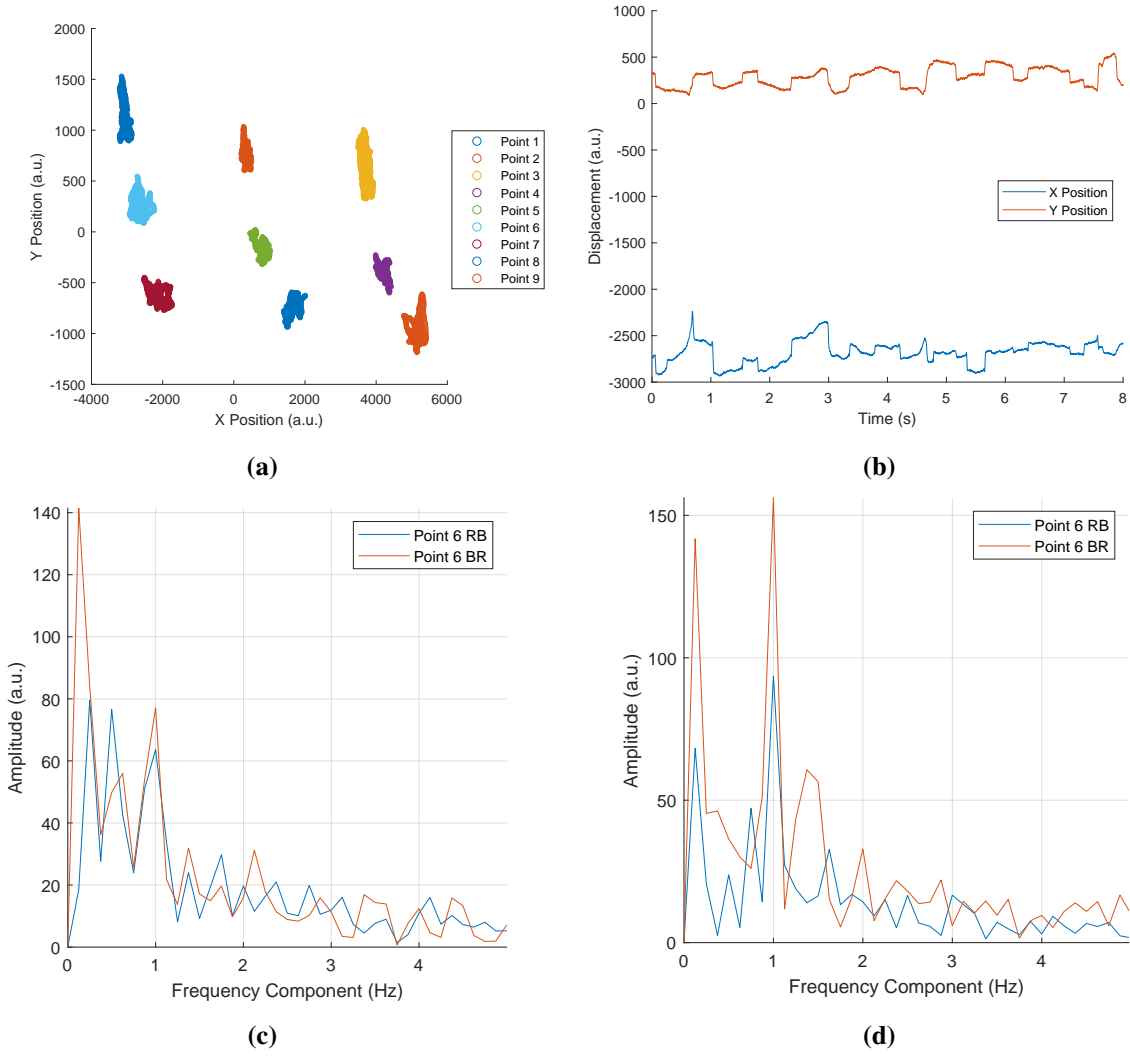 2000
1500
1000
500
0
-500
-1000
-1500
-4000 -2000 0 2000 4000 6000
X Position (a.u.)
Y Position (a.u.)
Point 1
Point 2
Point 3
Point 4
Point 5
Point 6
Point 7
Point 8
Point 9
(a)
1000
500
0
-500
-1000
-1500
-2000
-2500
-3000
0 1 2 3 4 5 6 7 8
Time (s)
Displacement (a.u.)
X Position
Y Position
(b)
140
120
100
80
60
40
20
0
0 1 2 3 4
Frequency Component (Hz)
Amplitude (a.u.)
Point 6 RB
Point 6 BR
(c)
150
100
50
0
0 1 2 3 4
Frequency Component (Hz)
Amplitude (a.u.)
Point 6 RB
Point 6 BR
(d)